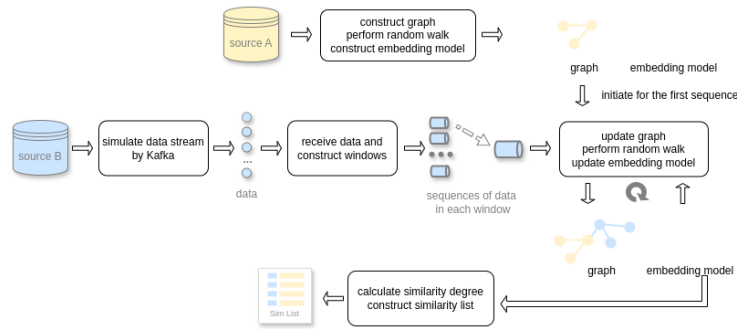 source A
construct graph
perform random walk
construct embedding model
graph
embedding model
initiate for the first sequence
source B
simulate data stream
by Kafka
...
data
receive data and
construct windows
sequences of data
in each window
update graph
perform random walk
update embedding model
graph
embedding model
Sim List
calculate similarity degree
construct similarity list